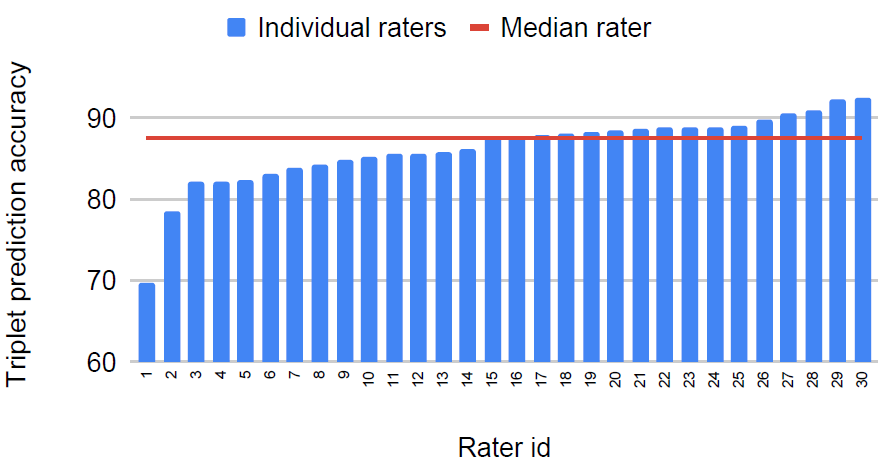 Individual raters Median rater
Triplet prediction accuracy
90
80
70
60
1 2 3 4 5 6 7 8 9 10 11 12 13 14 15 16 17 18 19 20 21 22 23 24 25 26 27 28 29 30
Rater id